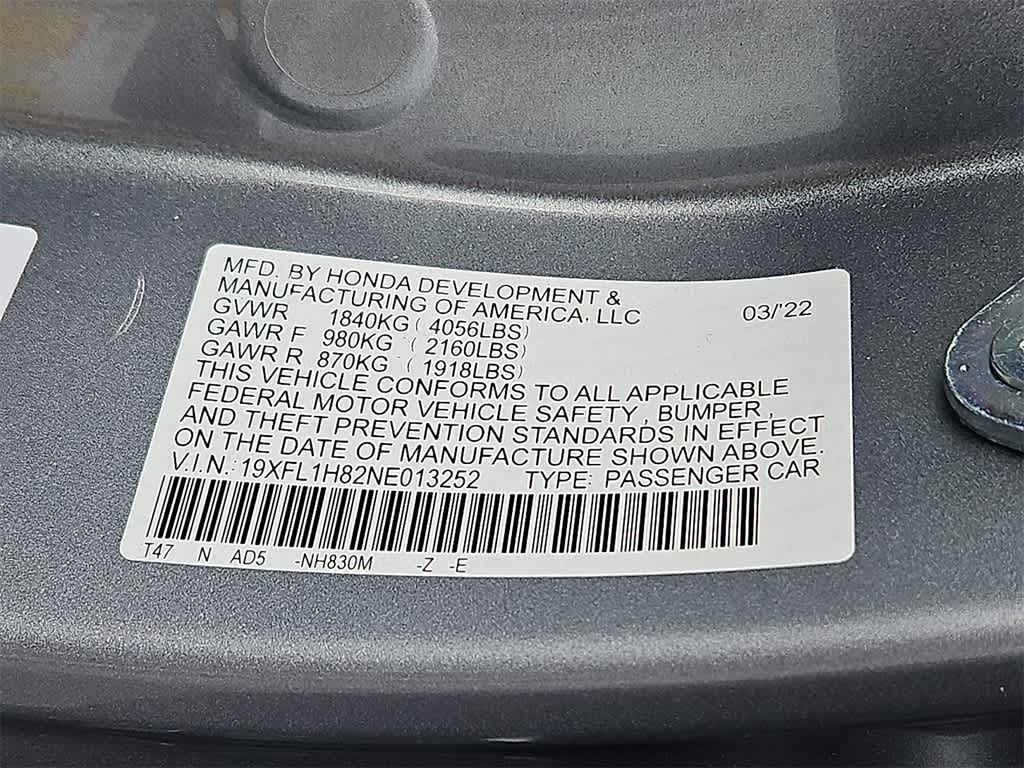 MFD. BY HONDA DEVELOPMENT &
MANUFACTURING OF AMERICA, LLC 03/'22
GVWR 1840KG ( 4056LBS)
GAWR F 980KG ( 2160LBS)
GAWR R 870KG ( 1918LBS)
THIS VEHICLE CONFORMS TO ALL APPLICABLE
FEDERAL MOTOR VEHICLE SAFETY, BUMPER,
AND THEFT PREVENTION STANDARDS IN EFFECT
ON THE DATE OF MANUFACTURE SHOWN ABOVE.
V.I.N.: 19XFL1H82NE013252 TYPE: PASSENGER CAR
T47 N AD5 -NH830M -Z -E